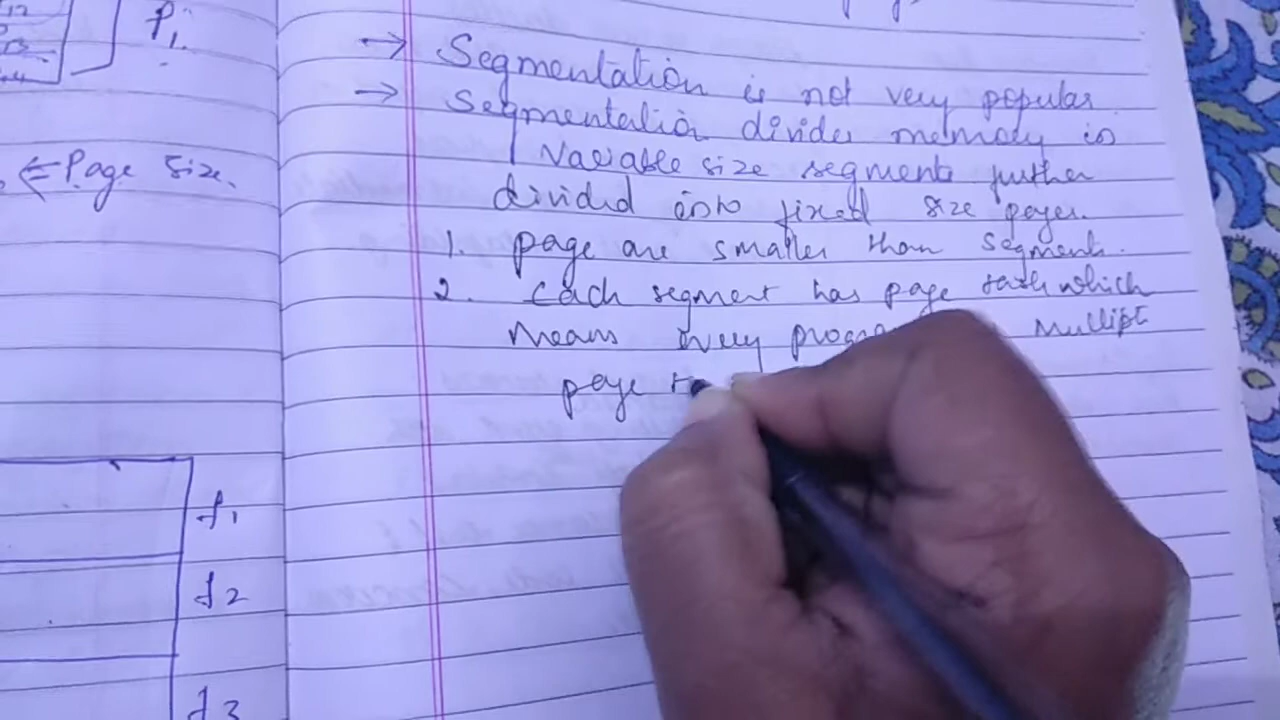 P1.
← Page size.
f1
f2
f3
→ Segmentation is not very popular
→ Segmentation divides memory in
Variable size segments further
divided into fixed size pages.
1. page are smaller than segment.
2. Each segment has page which
Means every multiple
page